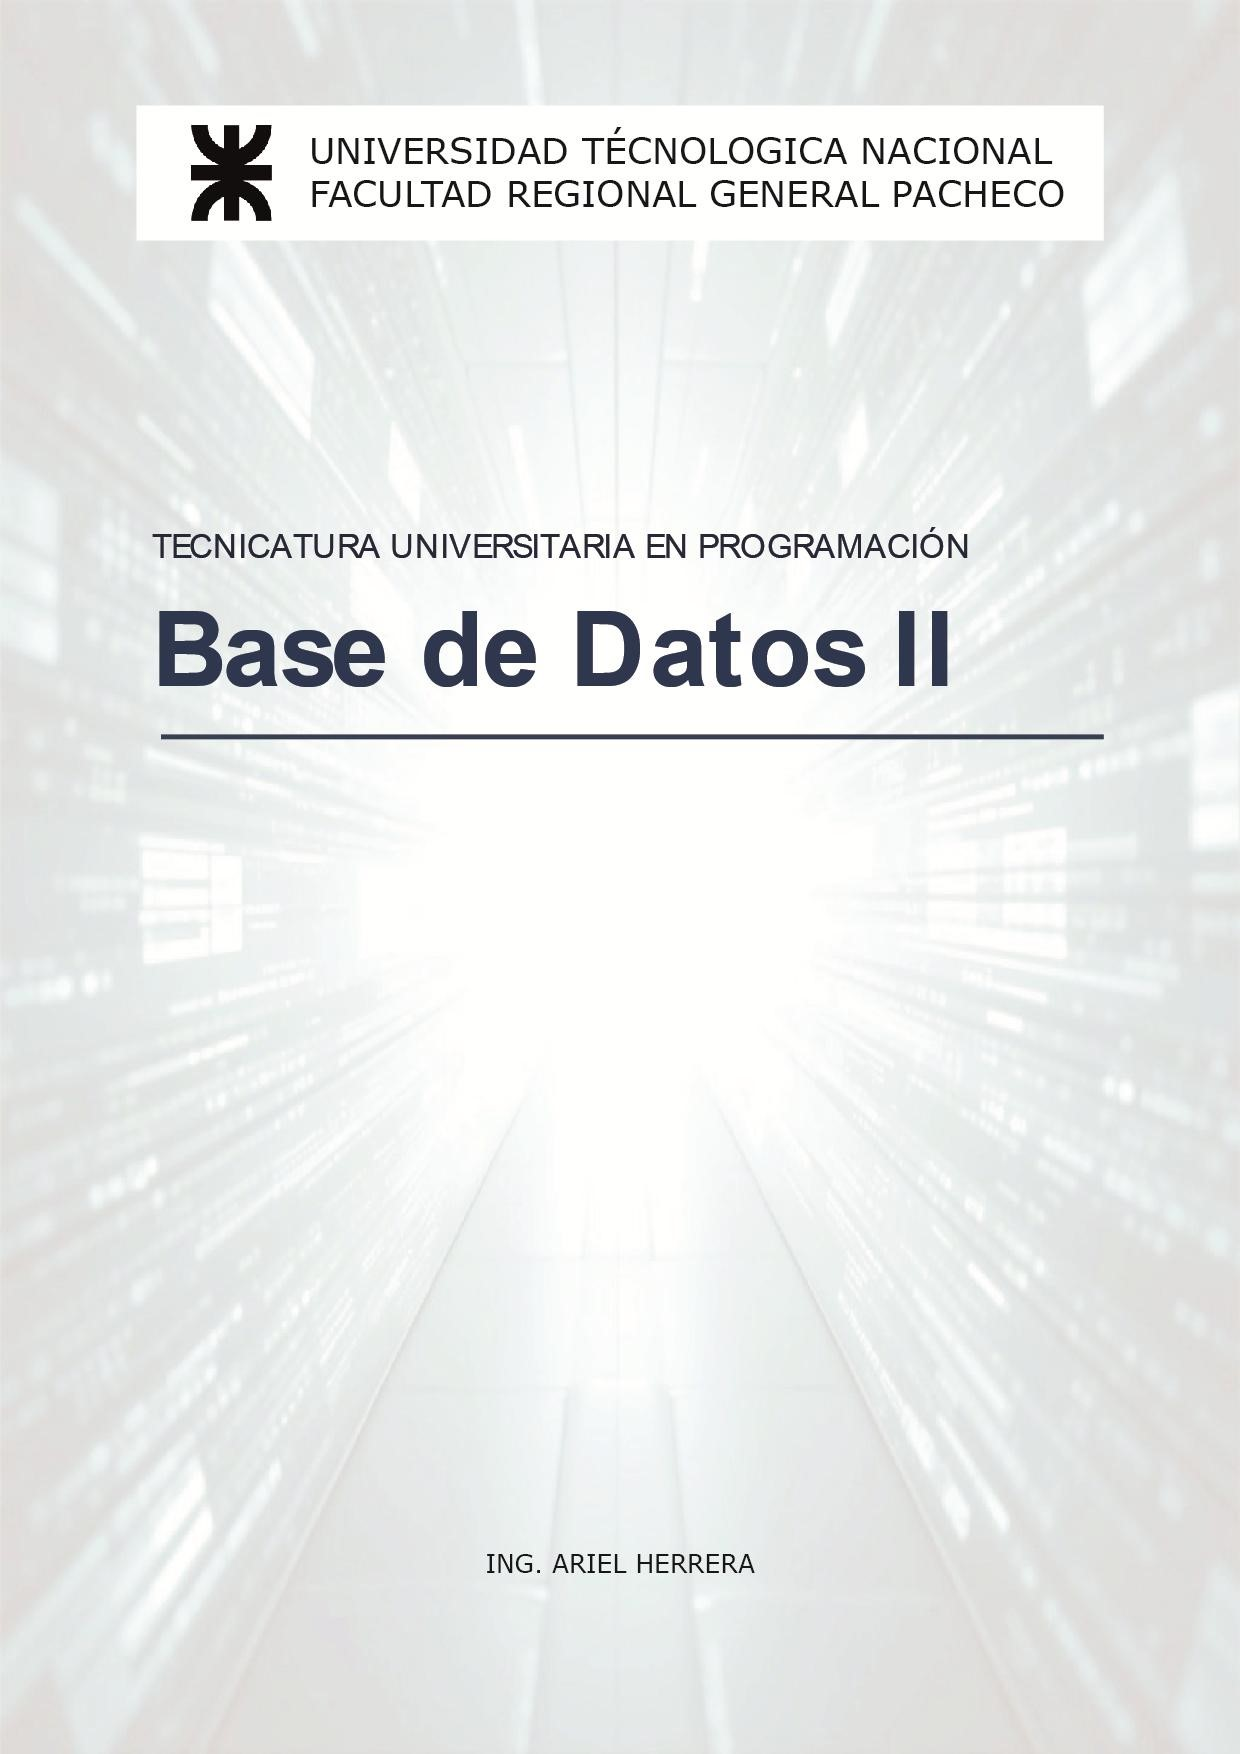 UNIVERSIDAD TÉCNOLOGICA NACIONAL
FACULTAD REGIONAL GENERAL PACHECO
TECNICATURA UNIVERSITARIA EN PROGRAMACIÓN
Base de Datos II
ING. ARIEL HERRERA